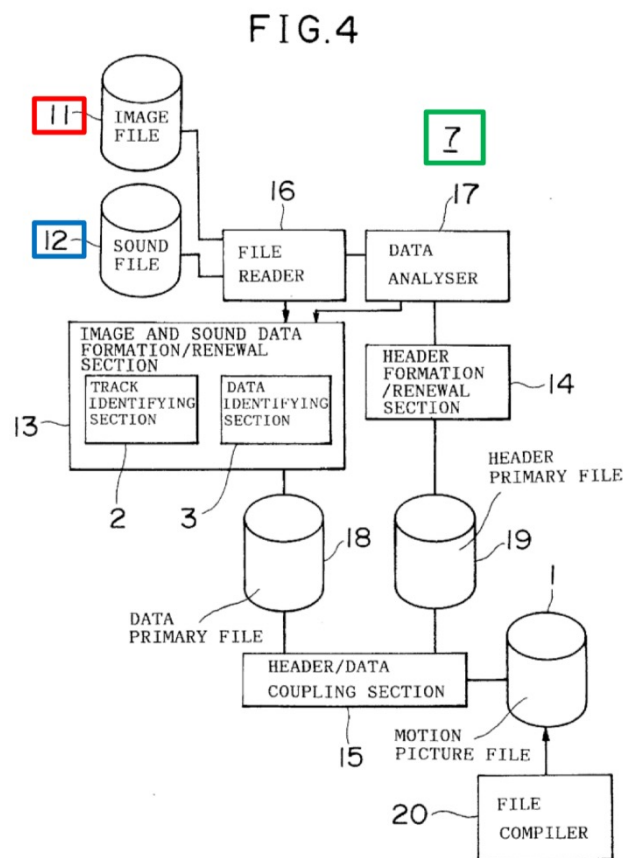 FIG.4
11
IMAGE
FILE
7
12
SOUND
FILE
16
FILE
READER
17
DATA
ANALYSER
IMAGE AND SOUND DATA
FORMATION/RENEWAL
SECTION
TRACK
IDENTIFYING
SECTION
DATA
IDENTIFYING
SECTION
13
2
3
HEADER
FORMATION
/RENEWAL
SECTION
14
HEADER
PRIMARY FILE
18
19
DATA
PRIMARY FILE
1
HEADER/DATA
COUPLING SECTION
15
MOTION
PICTURE FILE
20
FILE
COMPILER